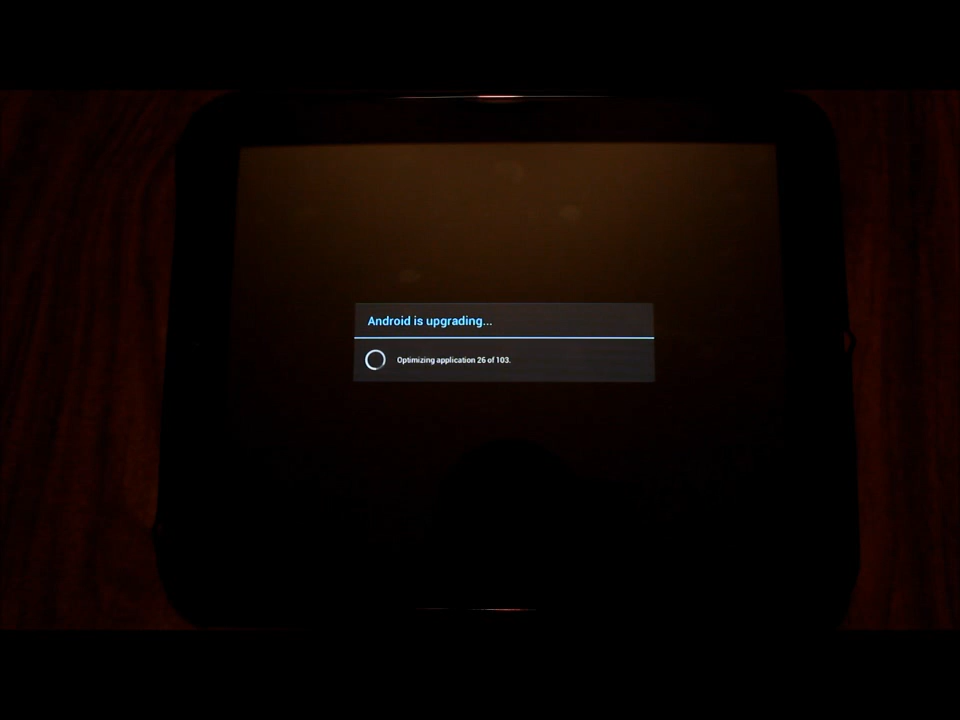 Android is upgrading...
Optimizing application 26 of 103.